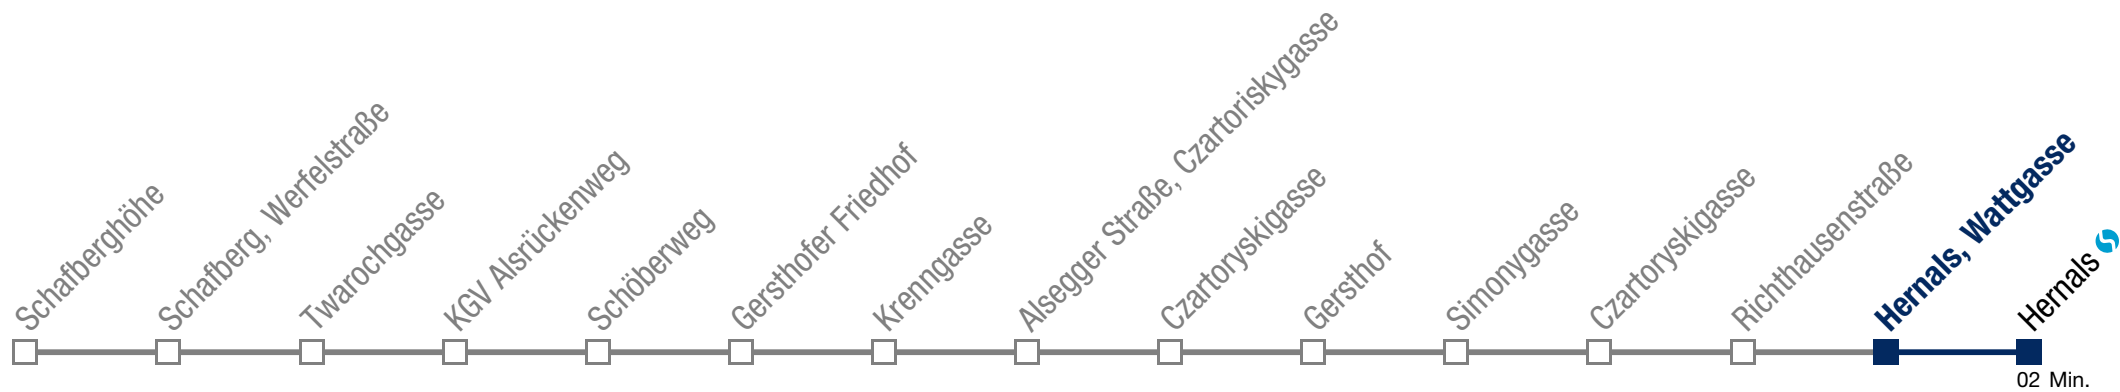 Schafberghöhe
Schafberg, Werfelstraße
Twarochgasse
KGV Alsrückenweg
Schöberweg
Gersthofer Friedhof
Krenngasse
Alsegger Straße, Czartoriskygasse
Czartoryskigasse
Gersthof
Simonygasse
Czartoryskigasse
Richthausenstraße
Hernals, Wattgasse
Hernals
02 Min.